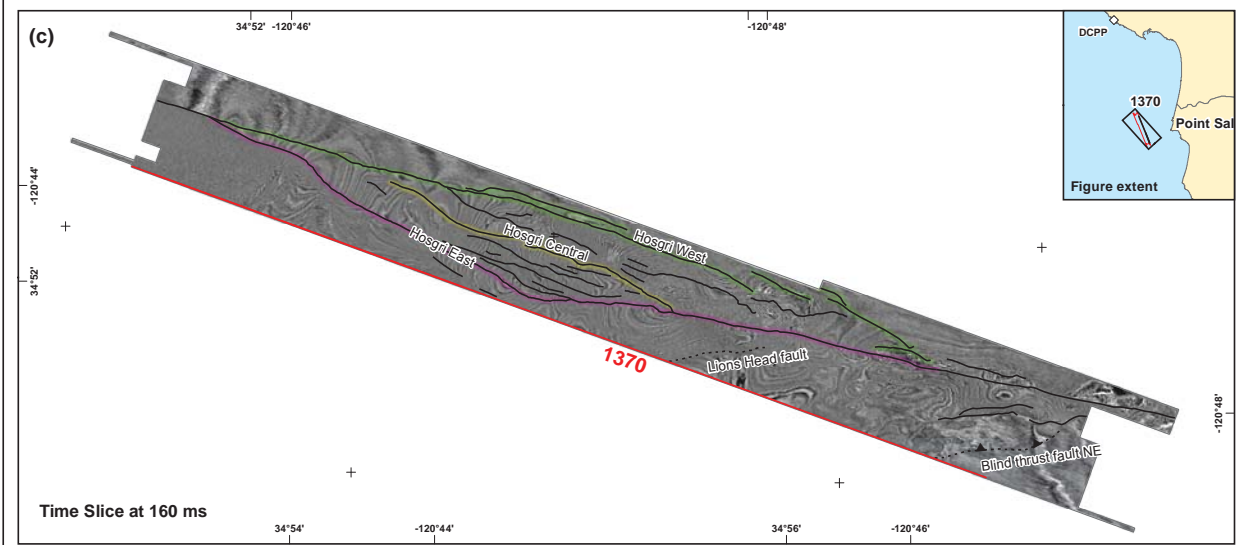 34°52' -120°46' -120°48'
(c)
DCPP
1370
Point Sal
Figure extent
-120°44'
34°52'
Hosgri East
Hosgri Central
Hosgri West
1370
Lions Head fault
Blind thrust fault NE
-120°48'
Time Slice at 160 ms
34°54' -120°44' 34°56' -120°46'